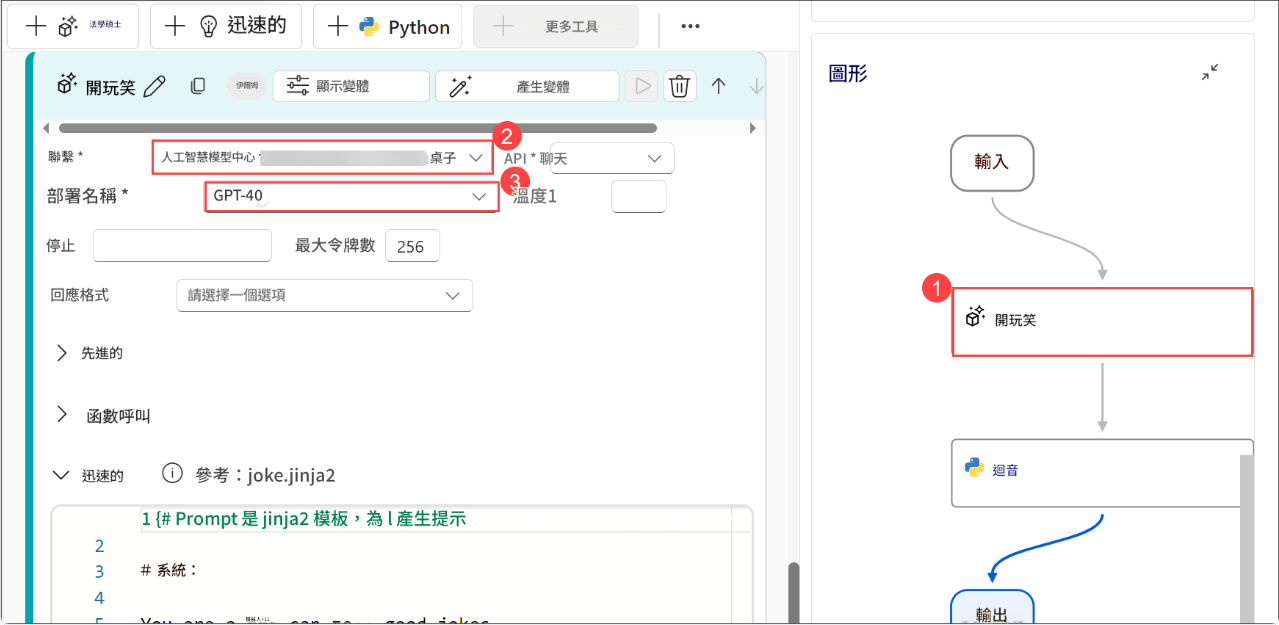 法學碩士
迅速的
Python
更多工具
開玩笑
伊爾姆
顯示變體
產生變體
聯繫 *
人工智慧模型中心
桌子
2
API * 聊天
部署名稱 *
GPT-40
3
溫度1
停止
最大令牌數
256
回應格式
請選擇一個選項
先進的
函數呼叫
迅速的
參考：joke.jinja2
1 {# Prompt 是 jinja2 模板，為 l 產生提示
2
3 # 系統：
4
5 You are a can good jokes
圖形
輸入
1
開玩笑
迴音
輸出